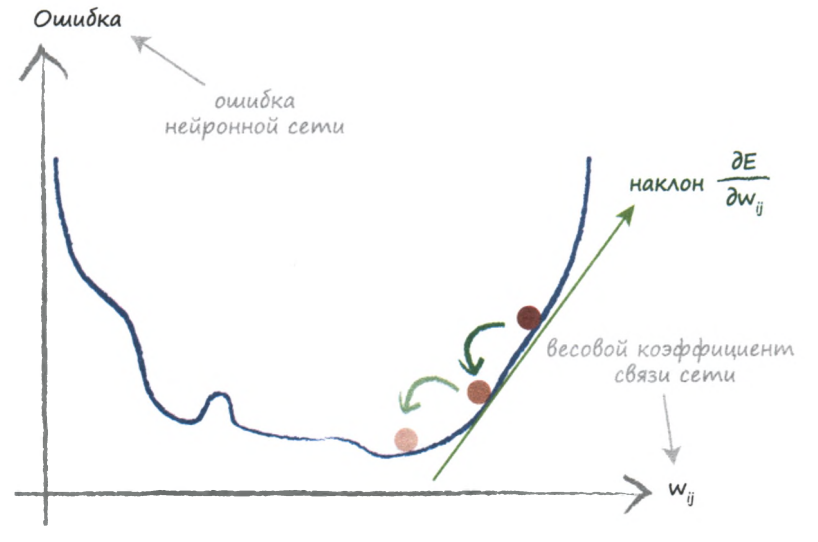 Ошибка
ошибка
нейронной сети
наклон ∂E
∂w_ij
весовой коэффициент
связи сети
w_ij